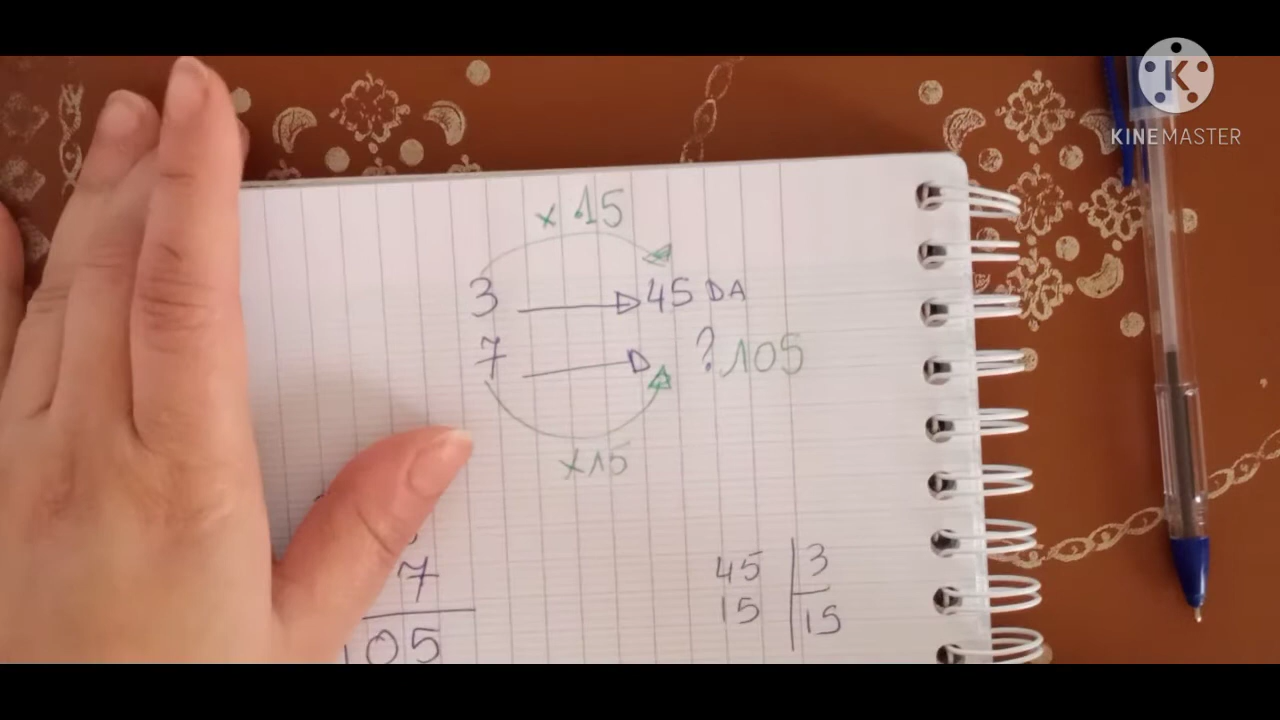 × 15
3 → 45 DA
7 → ? 105
×15
7
105
45 | 3
15 | 15
KINEMASTER